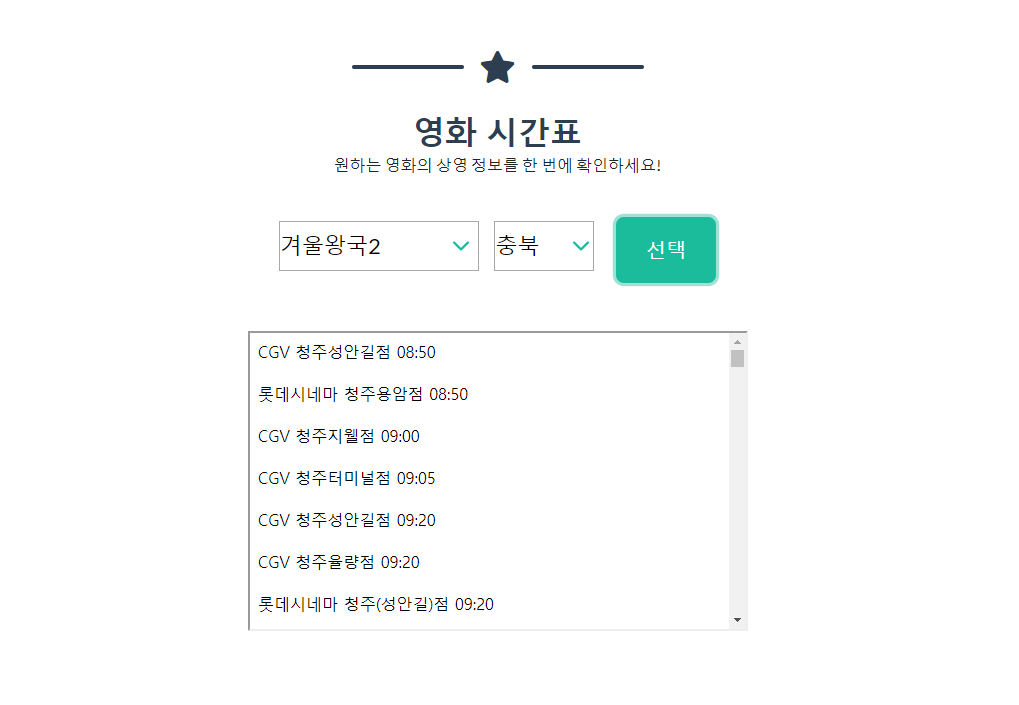 영화 시간표
원하는 영화의 상영 정보를 한 번에 확인하세요!
겨울왕국2 충북 선택
CGV 청주성안길점 08:50
롯데시네마 청주용암점 08:50
CGV 청주지웰점 09:00
CGV 청주터미널점 09:05
CGV 청주성안길점 09:20
CGV 청주율량점 09:20
롯데시네마 청주(성안길)점 09:20